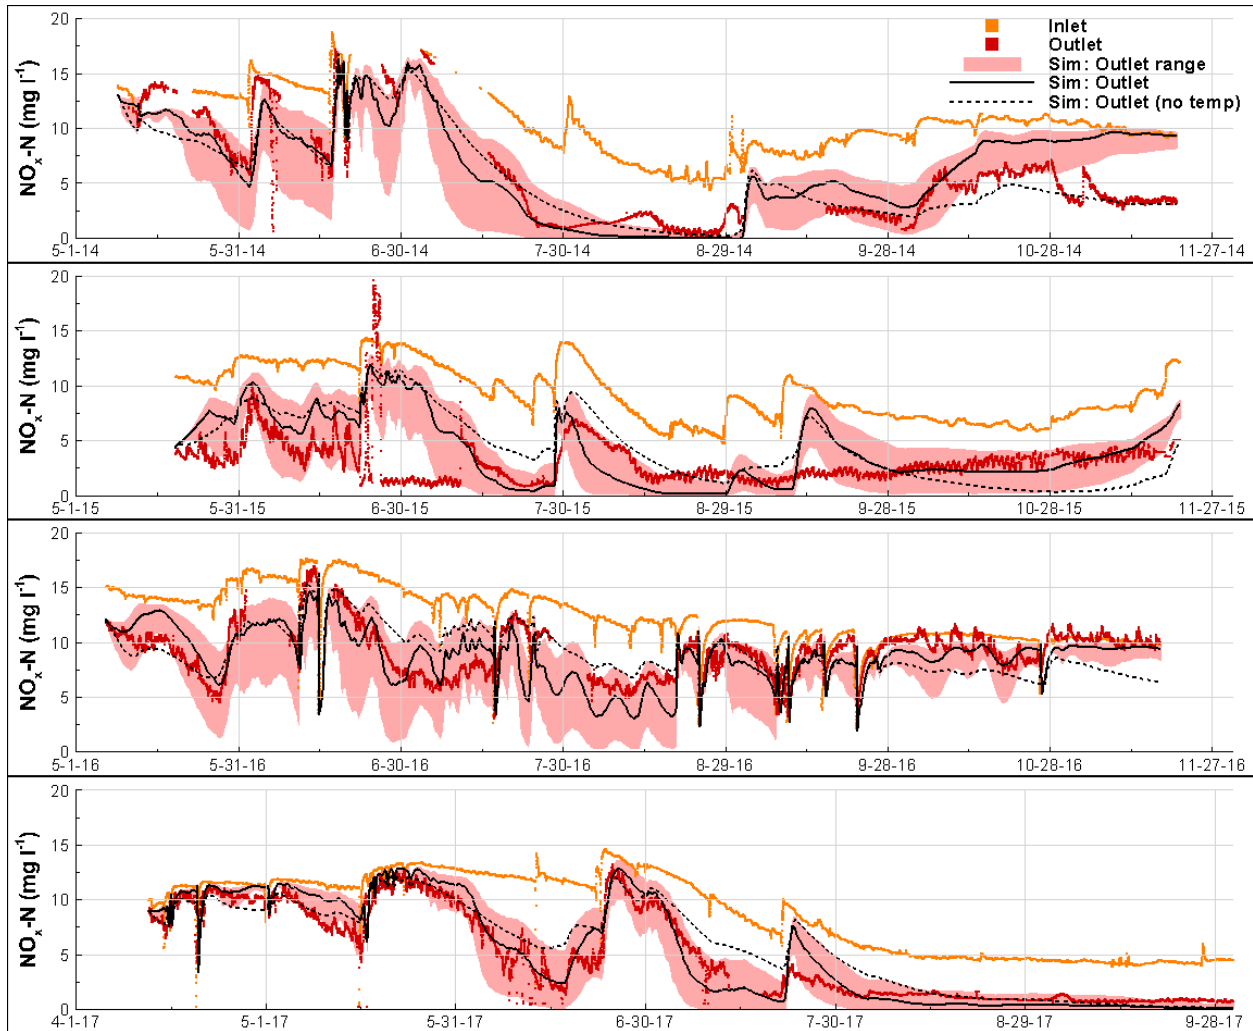 NOx-N (mg l-1)
20
15
10
5
0
Inlet
Outlet
Sim: Outlet range
Sim: Outlet
Sim: Outlet (no temp)
5-1-14 5-31-14 6-30-14 7-30-14 8-29-14 9-28-14 10-28-14 11-27-14
NOx-N (mg l-1)
20
15
10
5
0
5-1-15 5-31-15 6-30-15 7-30-15 8-29-15 9-28-15 10-28-15 11-27-15
NOx-N (mg l-1)
20
15
10
5
0
5-1-16 5-31-16 6-30-16 7-30-16 8-29-16 9-28-16 10-28-16 11-27-16
NOx-N (mg l-1)
20
15
10
5
0
4-1-17 5-1-17 5-31-17 6-30-17 7-30-17 8-29-17 9-28-17